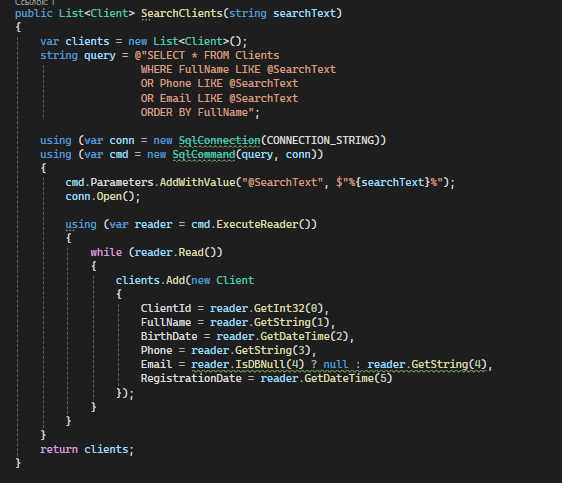 Ссылок: 1
public List<Client> SearchClients(string searchText)
{
    var clients = new List<Client>();
    string query = @"SELECT * FROM Clients
                    WHERE FullName LIKE @SearchText
                    OR Phone LIKE @SearchText
                    OR Email LIKE @SearchText
                    ORDER BY FullName";
    using (var conn = new SqlConnection(CONNECTION_STRING))
    using (var cmd = new SqlCommand(query, conn))
    {
        cmd.Parameters.AddWithValue("@SearchText", $"%{searchText}%");
        conn.Open();
        using (var reader = cmd.ExecuteReader())
        {
            while (reader.Read())
            {
                clients.Add(new Client
                {
                    ClientId = reader.GetInt32(0),
                    FullName = reader.GetString(1),
                    BirthDate = reader.GetDateTime(2),
                    Phone = reader.GetString(3),
                    Email = reader.IsDBNull(4) ? null : reader.GetString(4),
                    RegistrationDate = reader.GetDateTime(5)
                });
            }
        }
    }
    return clients;
}